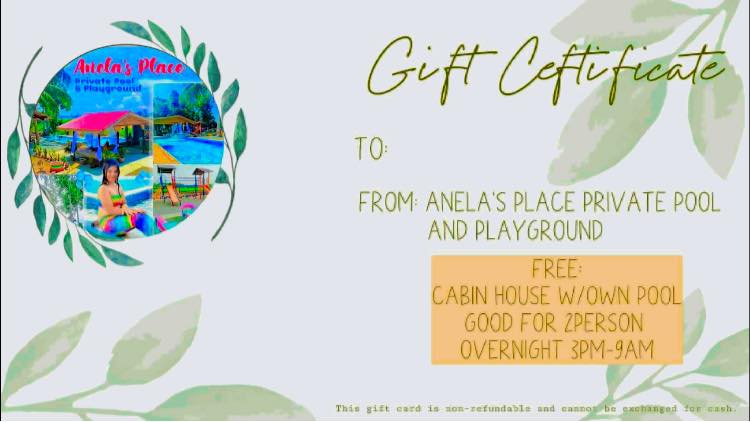 Anela's Place
Private Pool
& Playground
Gift Ceftificate
TO:
FROM: ANELA'S PLACE PRIVATE POOL
AND PLAYGROUND
FREE:
CABIN HOUSE W/OWN POOL
GOOD FOR 2PERSON
OVERNIGHT 3PM-9AM
This gift card is non-refundable and cannot be exchanged for cash.